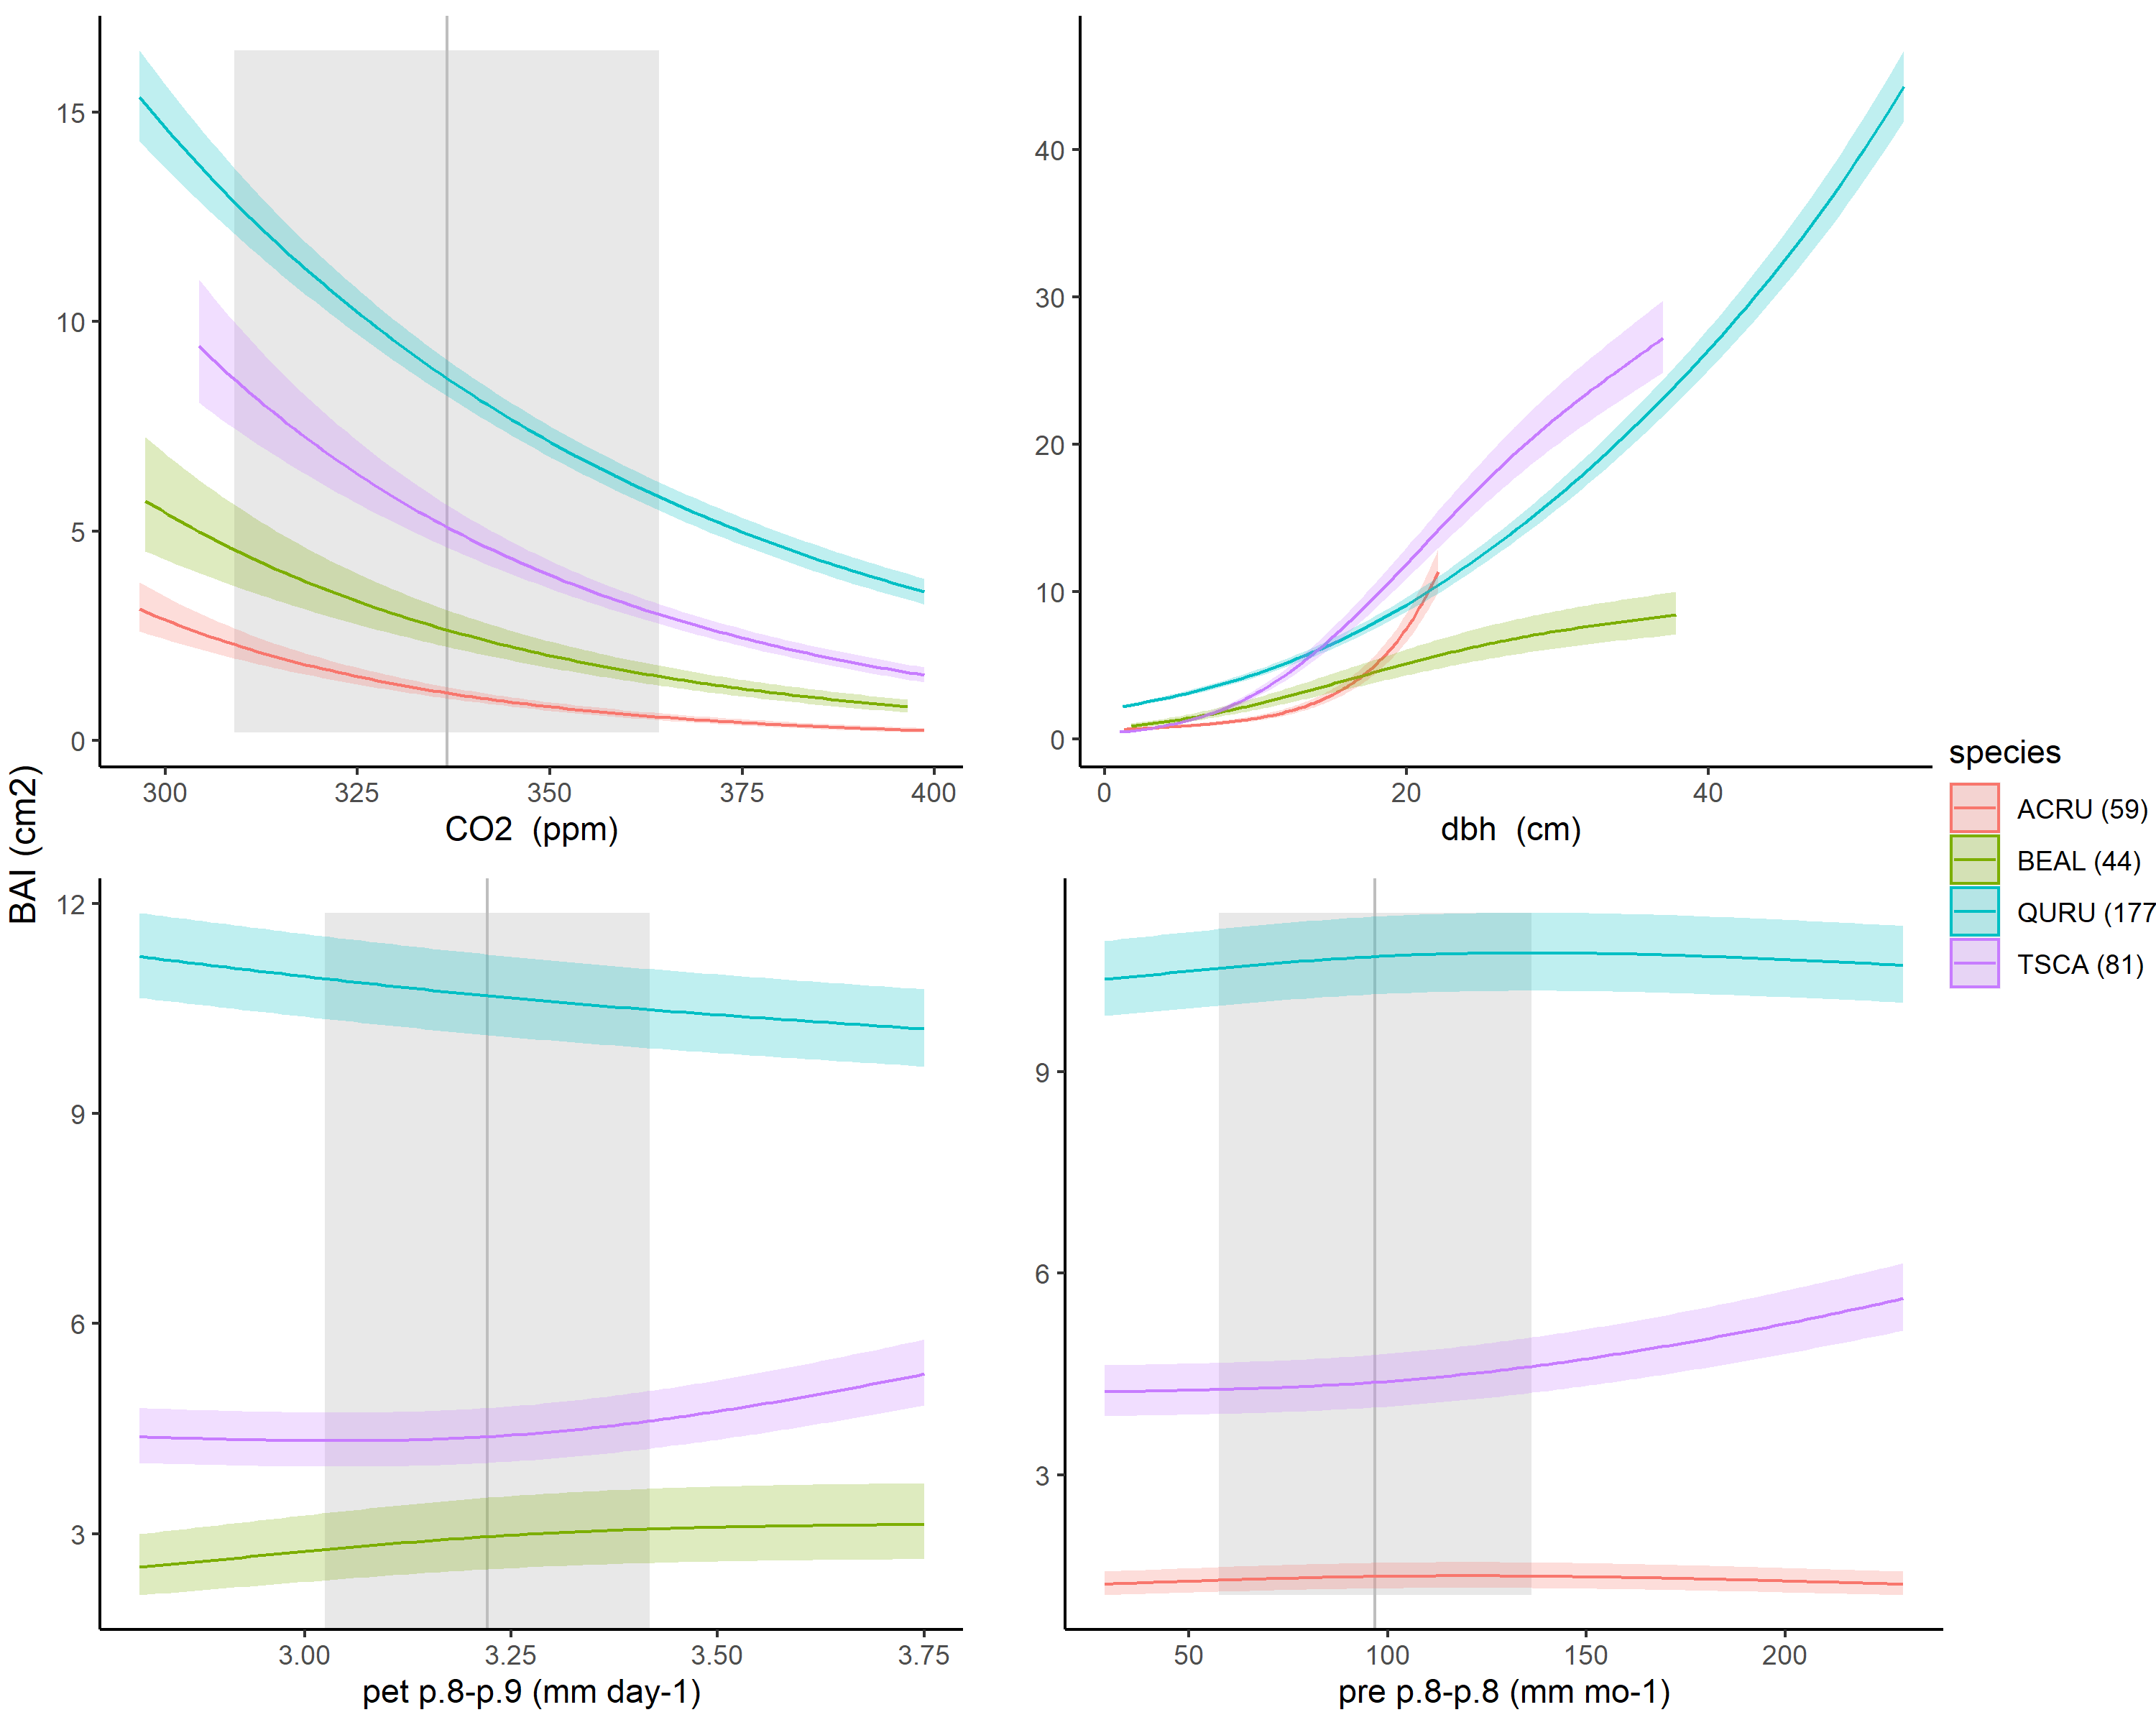 BAI (cm2)
15
10
5
0
300 325 350 375 400
CO2 (ppm)
40
30
20
10
0
0 20 40
dbh (cm)
12
9
6
3
3.00 3.25 3.50 3.75
pet p.8-p.9 (mm day-1)
9
6
3
50 100 150 200
pre p.8-p.8 (mm mo-1)
species
ACRU (59)
BEAL (44)
QURU (177
TSCA (81)